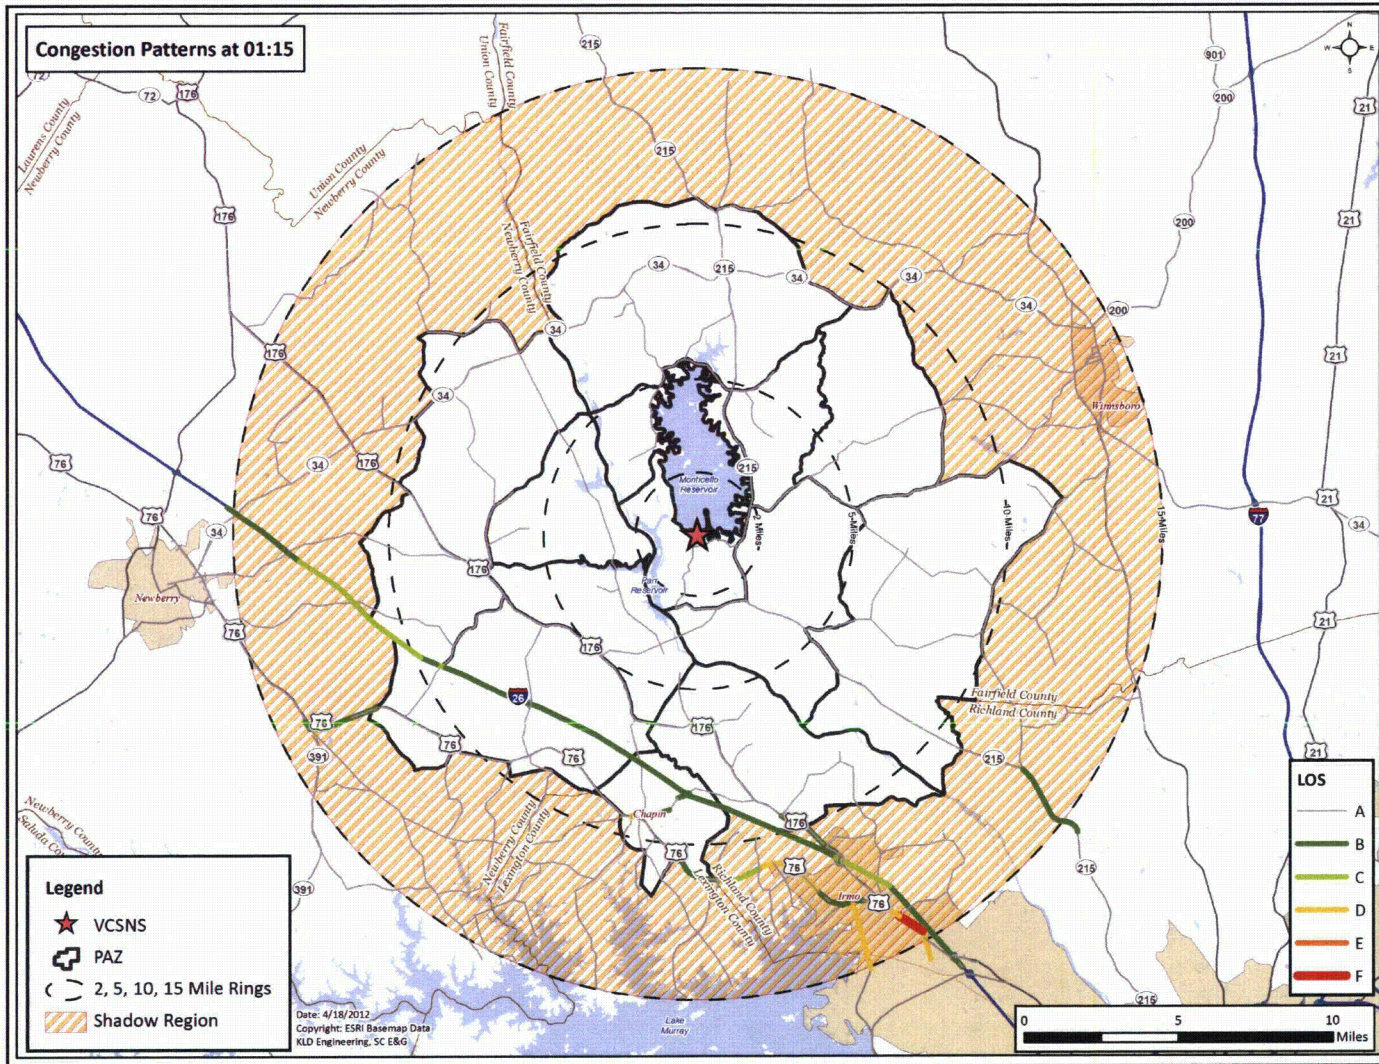 Congestion Patterns at 01:15
215
Fairfield County
Union County
901
N
W E
S
72
176
72
200
21
Laurens County
Newberry County
Union County
Newberry County
215
176
200
21
Fairfield County
Newberry County
34
215
34
34
34
200
34
176
21
34
Winnsboro
34
176
76
215
Monticello
Reservoir
2 Miles
5 Miles
10 Miles
15 Miles
21
77
34
76
34
Parr
Reservoir
176
Newberry
76
21
176
26
Fairfield County
Richland County
76
176
76
76
215
21
391
Chapin
176
76
76
Newberry County
Lexington County
Richland County
Lexington County
Irmo
76
215
Newberry County
Saluda Cou
391
215
Lake
Murray
Legend
VCSNS
PAZ
2, 5, 10, 15 Mile Rings
Shadow Region
Date: 4/18/2012
Copyright: ESRI Basemap Data
KLD Engineering, SC E&G
LOS
A
B
C
D
E
F
0 5 10
Miles